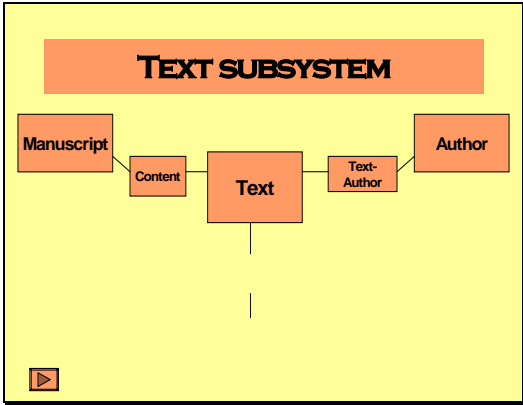 TEXT SUBSYSTEM
Manuscript
Content
Text
Text-
Author
Author